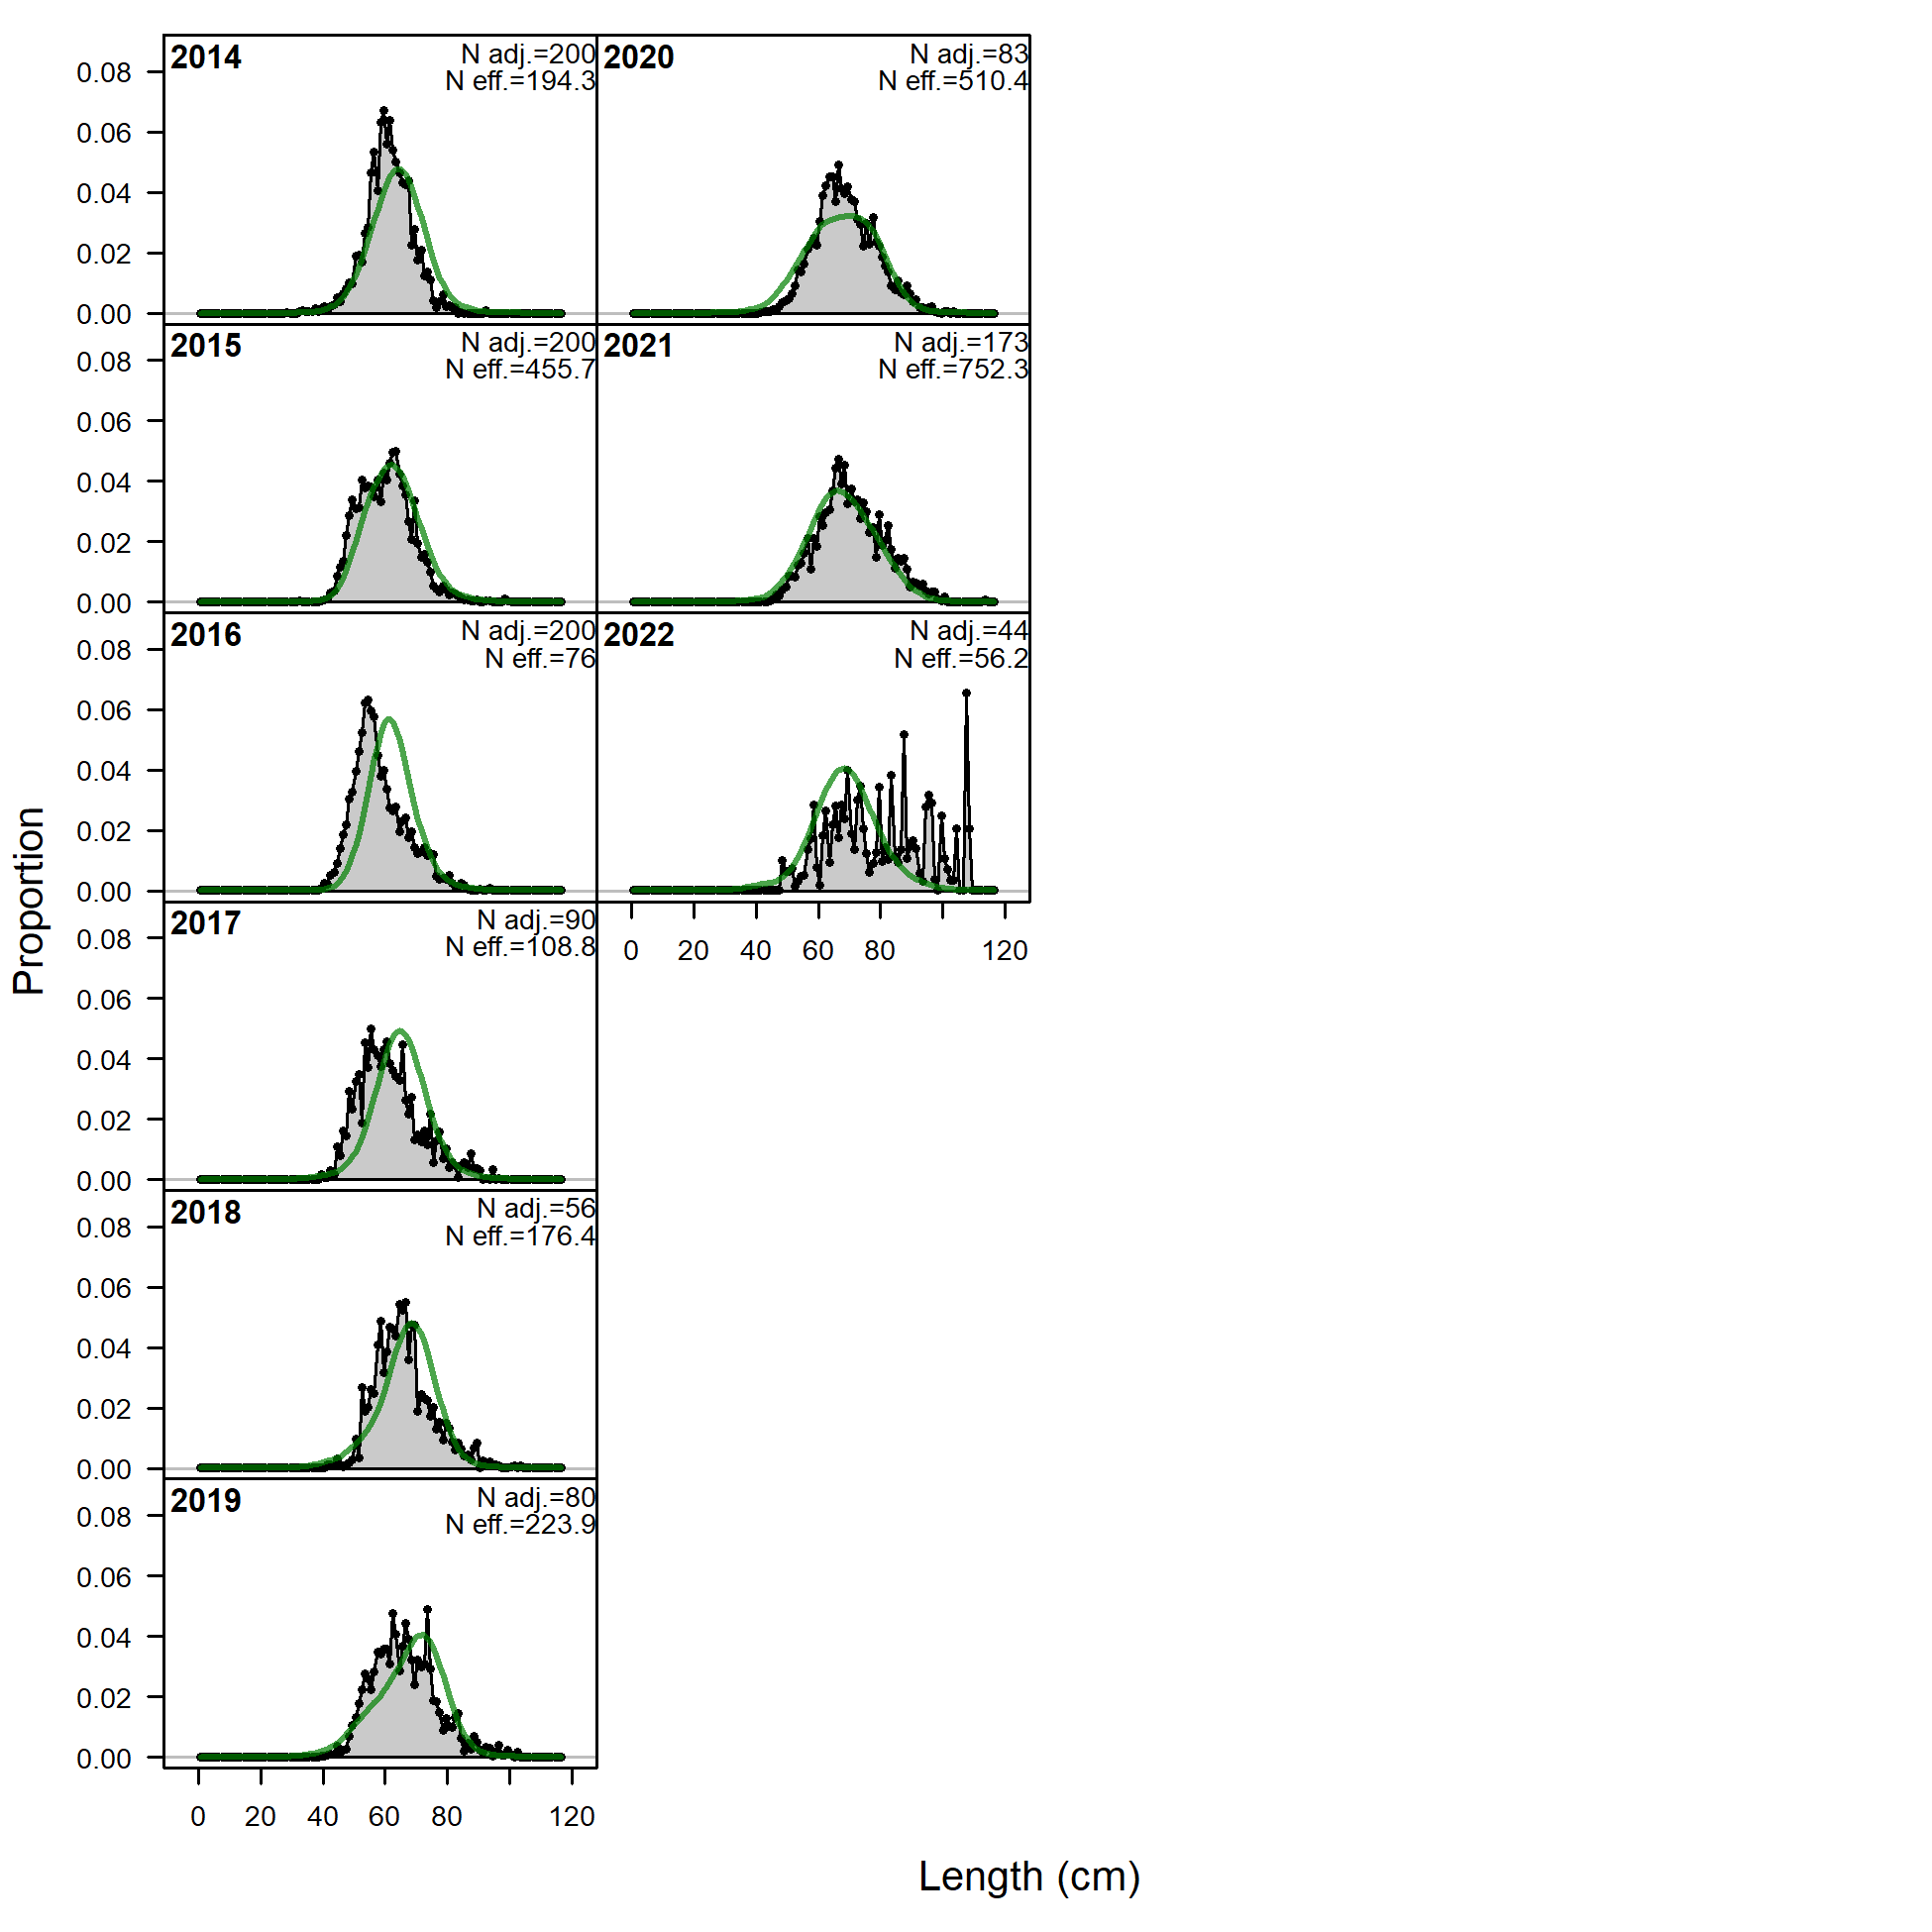 Proportion
2014
N adj.=200
N eff.=194.3
0.08
0.06
0.04
0.02
0.00
2015
N adj.=200
N eff.=455.7
0.08
0.06
0.04
0.02
0.00
2016
N adj.=200
N eff.=76
0.08
0.06
0.04
0.02
0.00
2017
N adj.=90
N eff.=108.8
0.08
0.06
0.04
0.02
0.00
2018
N adj.=56
N eff.=176.4
0.08
0.06
0.04
0.02
0.00
2019
N adj.=80
N eff.=223.9
0.08
0.06
0.04
0.02
0.00
0 20 40 60 80 120
2020
N adj.=83
N eff.=510.4
2021
N adj.=173
N eff.=752.3
2022
N adj.=44
N eff.=56.2
0 20 40 60 80 120
Length (cm)